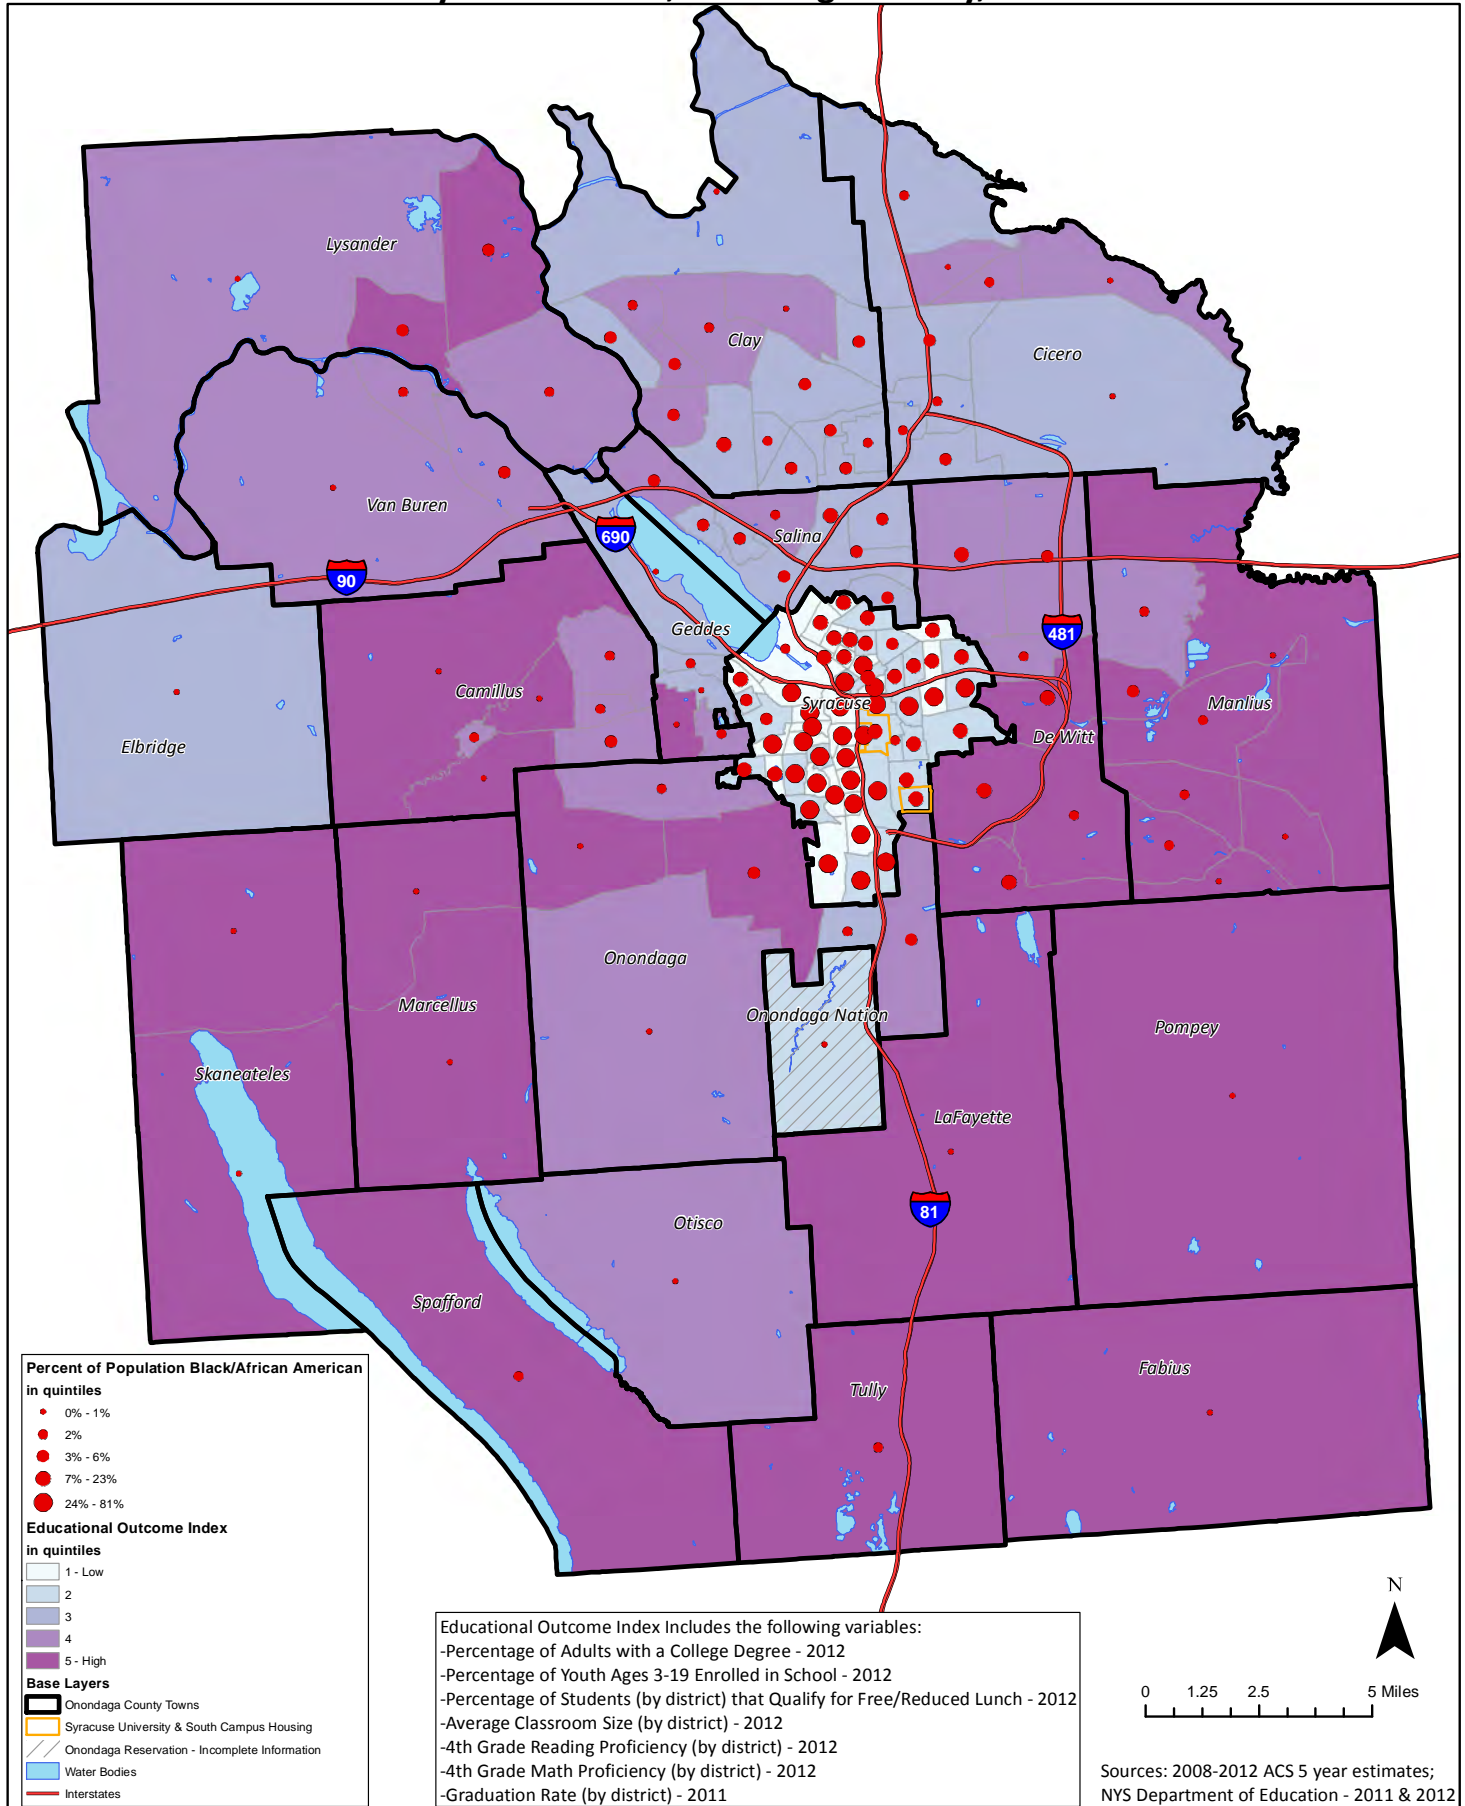 Lysander
Clay
Cicero
Van Buren
Salina
690
90
Geddes
481
Camillus
Syracuse
Manlius
De Witt
Elbridge
Onondaga
Marcellus
Onondaga Nation
Pompey
Skaneateles
LaFayette
81
Otisco
Spafford
Fabius
Tully
Percent of Population Black/African American
in quintiles
0% - 1%
2%
3% - 6%
7% - 23%
24% - 81%
Educational Outcome Index
in quintiles
1 - Low
2
3
4
5 - High
Base Layers
Onondaga County Towns
Syracuse University & South Campus Housing
Onondaga Reservation - Incomplete Information
Water Bodies
Interstates
Educational Outcome Index Includes the following variables:
-Percentage of Adults with a College Degree - 2012
-Percentage of Youth Ages 3-19 Enrolled in School - 2012
-Percentage of Students (by district) that Qualify for Free/Reduced Lunch - 2012
-Average Classroom Size (by district) - 2012
-4th Grade Reading Proficiency (by district) - 2012
-4th Grade Math Proficiency (by district) - 2012
-Graduation Rate (by district) - 2011
N
0 1.25 2.5 5 Miles
Sources: 2008-2012 ACS 5 year estimates;
NYS Department of Education - 2011 & 2012